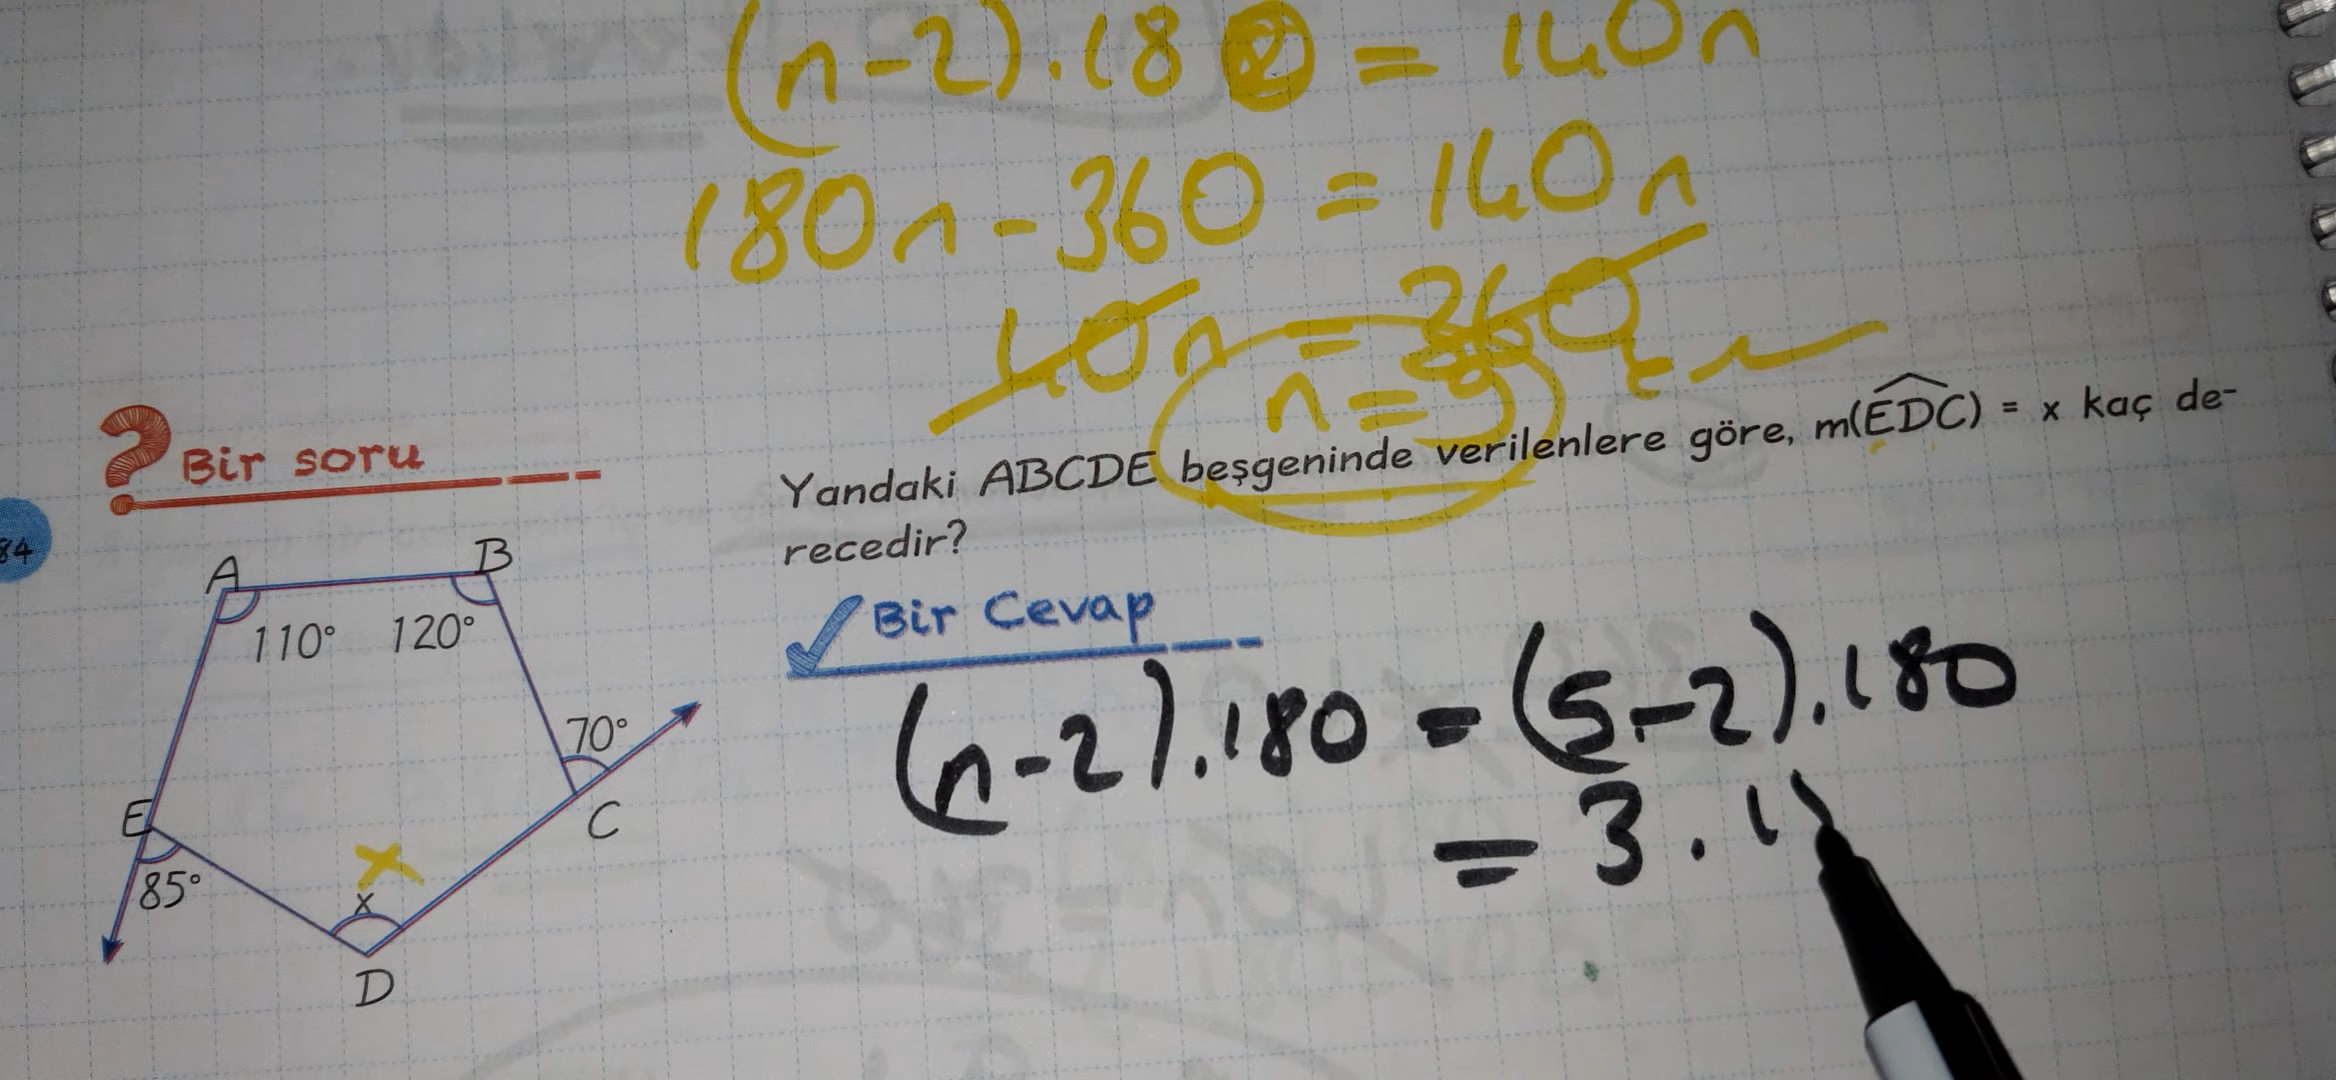 (n-2).180 = 140n
180n-360 = 140n
40n = 360
n = 9
? Bir soru
84
Yandaki ABCDE beşgeninde verilenlere göre, m(EDC) = x kaç de-
recedir?
Bir Cevap
A
B
110°
120°
70°
E
C
85°
x
x
D
(n-2).180 = (5-2).180
= 3.1